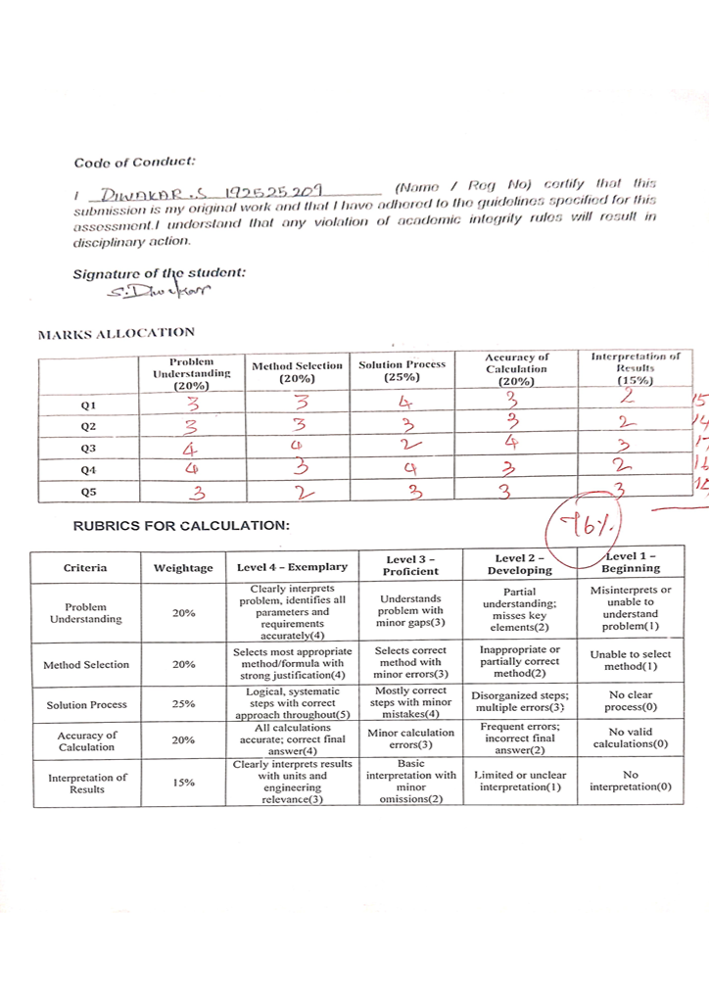 Code of Conduct:
I DIWAKAR.S 192525209 (Name / Reg No) certify that this
submission is my original work and that I have adhered to the guidelines specified for this
assessment.I understand that any violation of academic integrity rules will result in
disciplinary action.
Signature of the student:
S.Diwakar
MARKS ALLOCATION
Problem Understanding (20%) Method Selection (20%) Solution Process (25%) Accuracy of Calculation (20%) Interpretation of Results (15%)
Q1 3 3 4 3 2 15
Q2 3 3 3 3 2 14
Q3 4 4 2 4 3 17
Q4 4 3 4 3 2 16
Q5 3 2 3 3 3
76%
RUBRICS FOR CALCULATION:
Criteria Weightage Level 4 – Exemplary Level 3 – Proficient Level 2 – Developing Level 1 – Beginning
Problem Understanding 20% Clearly interprets problem, identifies all parameters and requirements accurately(4) Understands problem with minor gaps(3) Partial understanding; misses key elements(2) Misinterprets or unable to understand problem(1)
Method Selection 20% Selects most appropriate method/formula with strong justification(4) Selects correct method with minor errors(3) Inappropriate or partially correct method(2) Unable to select method(1)
Solution Process 25% Logical, systematic steps with correct approach throughout(5) Mostly correct steps with minor mistakes(4) Disorganized steps; multiple errors(3) No clear process(0)
Accuracy of Calculation 20% All calculations accurate; correct final answer(4) Minor calculation errors(3) Frequent errors; incorrect final answer(2) No valid calculations(0)
Interpretation of Results 15% Clearly interprets results with units and engineering relevance(3) Basic interpretation with minor omissions(2) Limited or unclear interpretation(1) No interpretation(0)